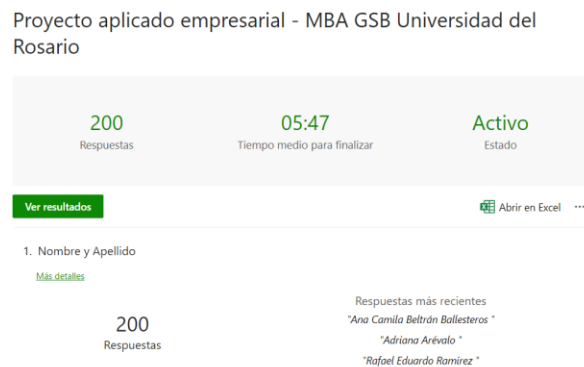 Proyecto aplicado empresarial - MBA GSB Universidad del
Rosario
200
Respuestas
05:47
Tiempo medio para finalizar
Activo
Estado
Ver resultados
Abrir en Excel
...
1. Nombre y Apellido
Más detalles
200
Respuestas
Respuestas más recientes
"Ana Camila Beltrán Ballesteros "
"Adriana Arévalo "
"Rafael Eduardo Ramirez "